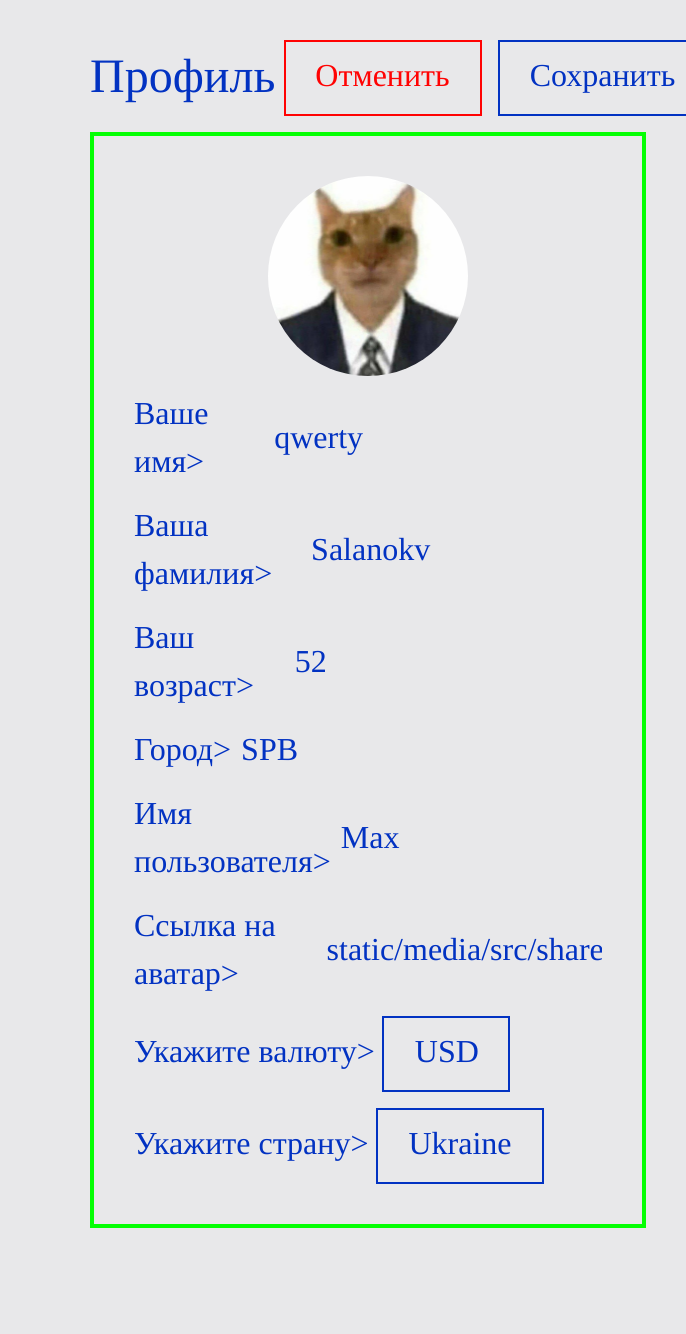 Профиль Отменить Сохранить
Ваше
имя> qwerty
Ваша
фамилия> Salanokv
Ваш
возраст> 52
Город> SPB
Имя
пользователя> Max
Ссылка на
аватар> static/media/src/share
Укажите валюту> USD
Укажите страну> Ukraine